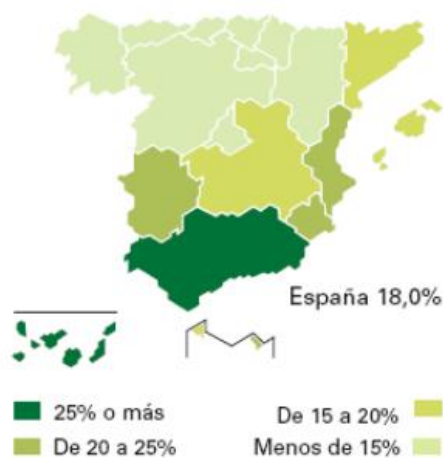 España 18,0%
25% o más
De 15 a 20%
De 20 a 25%
Menos de 15%